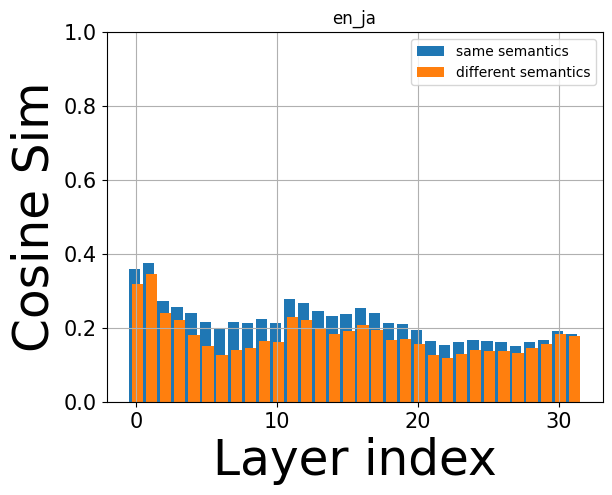 en_ja
same semantics
different semantics
Cosine Sim
1.0
0.8
0.6
0.4
0.2
0.0
0 10 20 30
Layer index